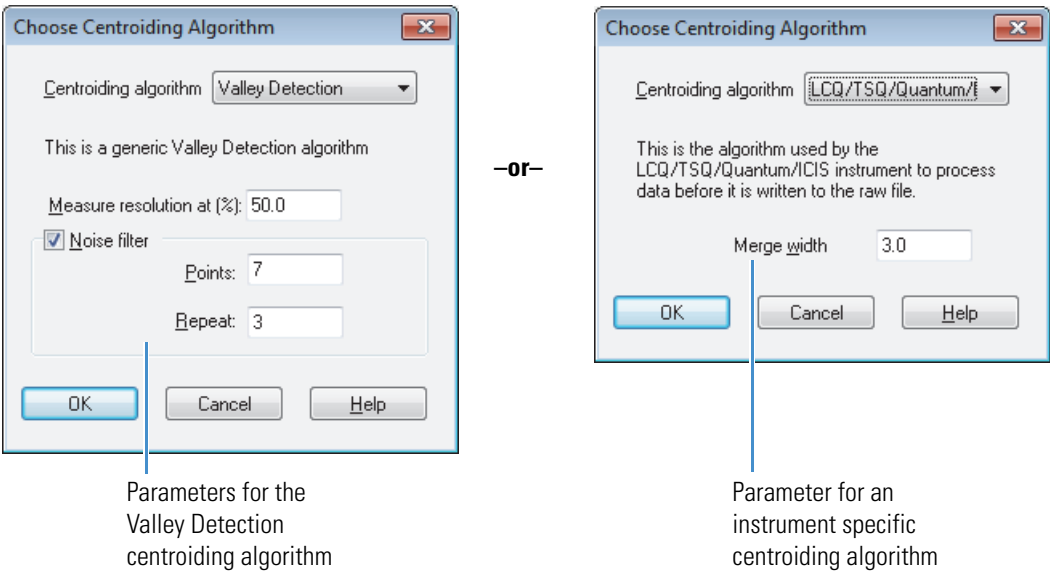 Choose Centroiding Algorithm
Centroiding algorithm Valley Detection
This is a generic Valley Detection algorithm
Measure resolution at (%): 50.0
Noise filter
Points: 7
Repeat: 3
OK Cancel Help
Parameters for the
Valley Detection
centroiding algorithm
–or–
Choose Centroiding Algorithm
Centroiding algorithm LCQ/TSQ/Quantum/I
This is the algorithm used by the
LCQ/TSQ/Quantum/ICIS instrument to process
data before it is written to the raw file.
Merge width 3.0
OK Cancel Help
Parameter for an
instrument specific
centroiding algorithm